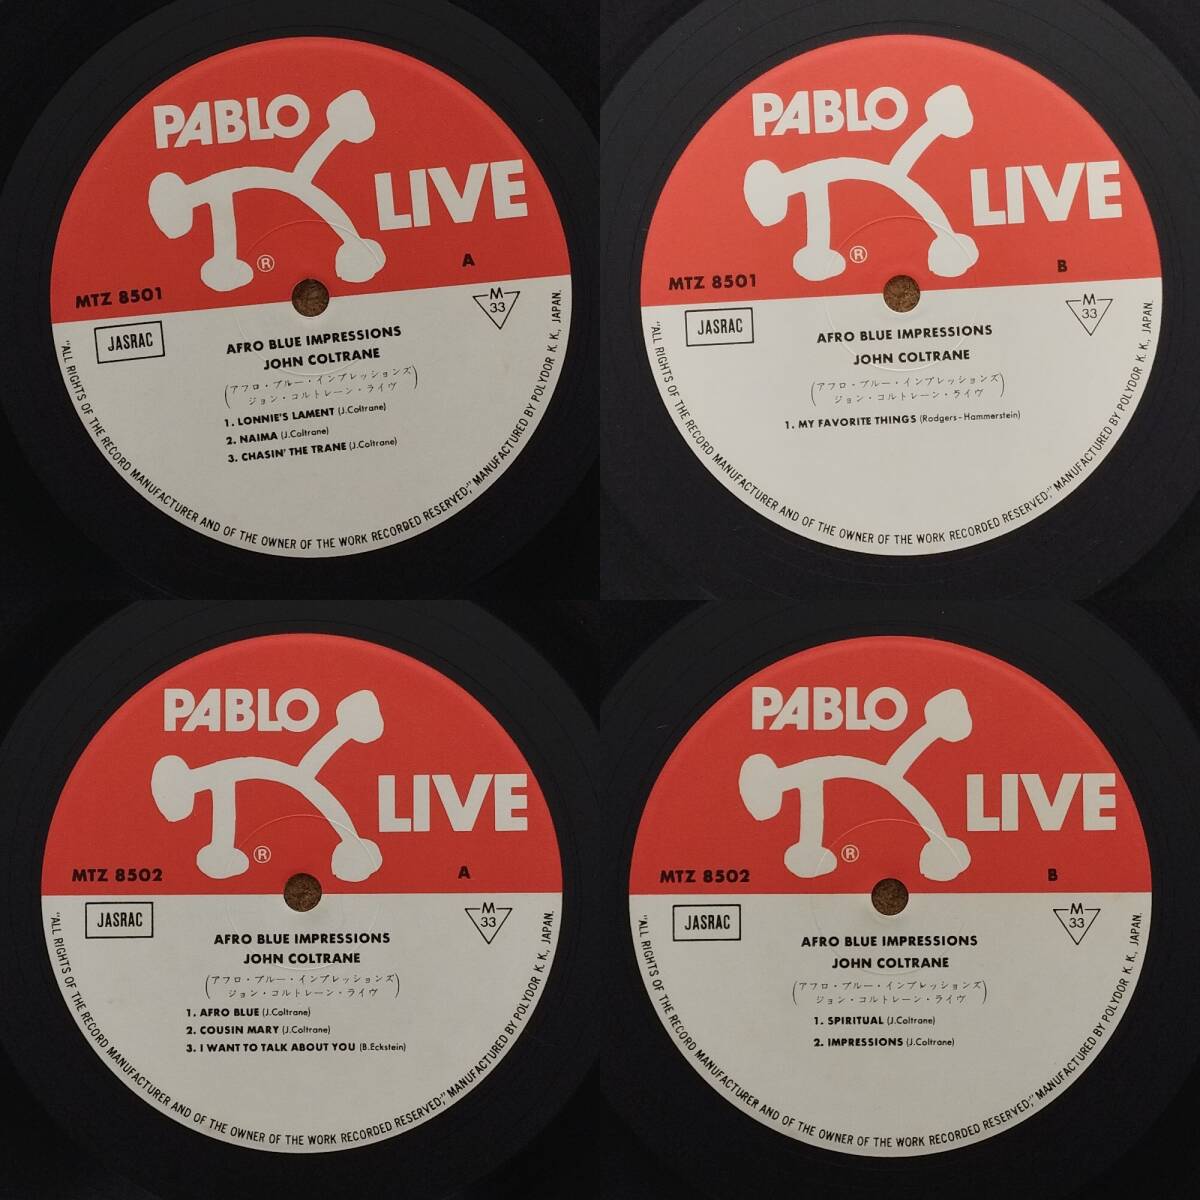 PABLO
LIVE
®
A
MTZ 8501
JASRAC
M
33
AFRO BLUE IMPRESSIONS
JOHN COLTRANE
(アフロ・ブルー・インプレッションズ
ジョン・コルトレーン・ライヴ)
1. LONNIE'S LAMENT (J.Coltrane)
2. NAIMA (J.Coltrane)
3. CHASIN' THE TRANE (J.Coltrane)
"ALL RIGHTS OF THE RECORD MANUFACTURER AND OF THE OWNER OF THE WORK RECORDED RESERVED;" MANUFACTURED BY POLYDOR K. K., JAPAN.
PABLO
LIVE
®
B
MTZ 8501
JASRAC
M
33
AFRO BLUE IMPRESSIONS
JOHN COLTRANE
(アフロ・ブルー・インプレッションズ
ジョン・コルトレーン・ライヴ)
1. MY FAVORITE THINGS (Rodgers-Hammerstein)
"ALL RIGHTS OF THE RECORD MANUFACTURER AND OF THE OWNER OF THE WORK RECORDED RESERVED;" MANUFACTURED BY POLYDOR K. K., JAPAN.
PABLO
LIVE
®
A
MTZ 8502
JASRAC
M
33
AFRO BLUE IMPRESSIONS
JOHN COLTRANE
(アフロ・ブルー・インプレッションズ
ジョン・コルトレーン・ライヴ)
1. AFRO BLUE (J.Coltrane)
2. COUSIN MARY (J.Coltrane)
3. I WANT TO TALK ABOUT YOU (B.Eckstein)
"ALL RIGHTS OF THE RECORD MANUFACTURER AND OF THE OWNER OF THE WORK RECORDED RESERVED;" MANUFACTURED BY POLYDOR K. K., JAPAN.
PABLO
LIVE
®
B
MTZ 8502
JASRAC
M
33
AFRO BLUE IMPRESSIONS
JOHN COLTRANE
(アフロ・ブルー・インプレッションズ
ジョン・コルトレーン・ライヴ)
1. SPIRITUAL (J.Coltrane)
2. IMPRESSIONS (J.Coltrane)
"ALL RIGHTS OF THE RECORD MANUFACTURER AND OF THE OWNER OF THE WORK RECORDED RESERVED;" MANUFACTURED BY POLYDOR K. K., JAPAN.